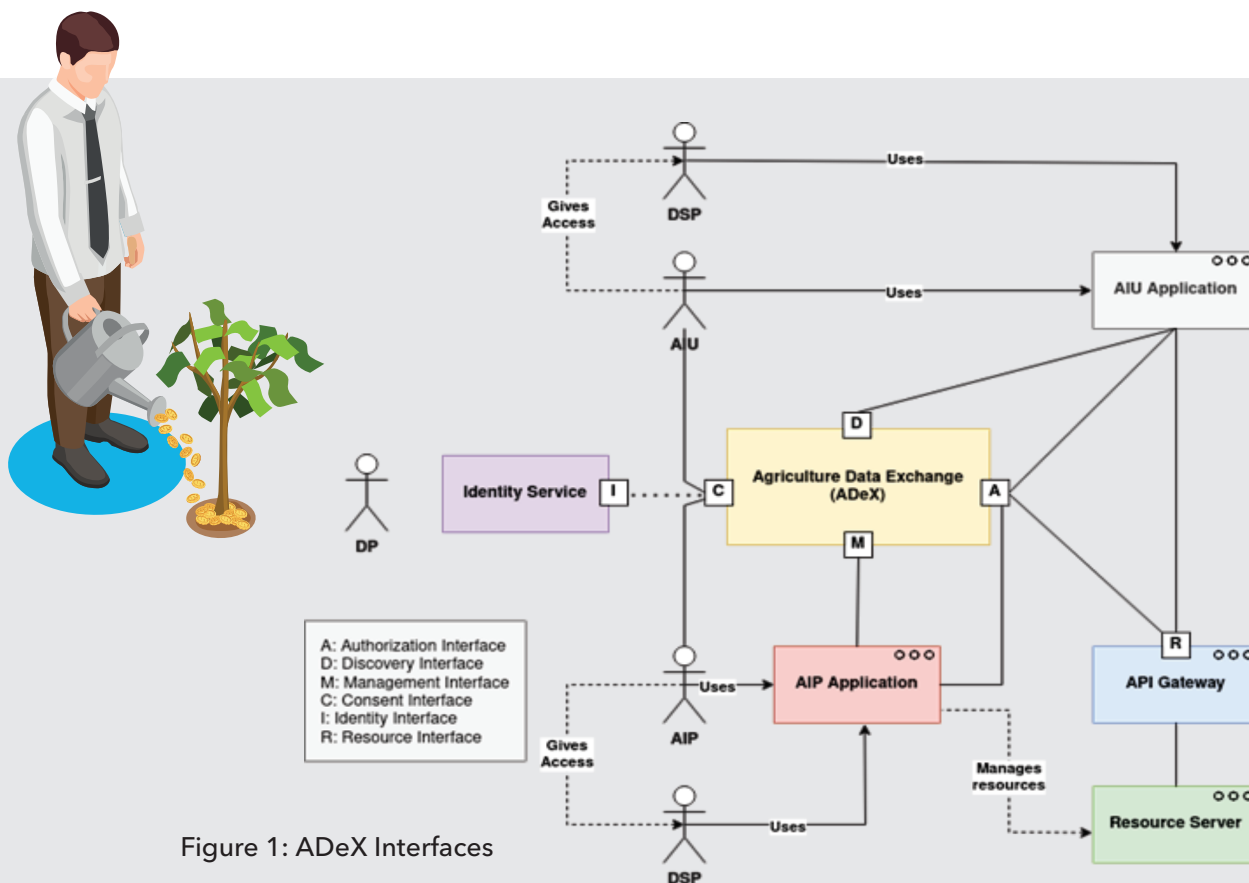 DSP
Uses
Gives
Access
AIU
Uses
AIU Application
D
Identity Service
I
C
Agriculture Data Exchange
(ADeX)
A
M
DP
A: Authorization Interface
D: Discovery Interface
M: Management Interface
C: Consent Interface
I: Identity Interface
R: Resource Interface
R
Uses
AIP Application
API Gateway
AIP
Gives
Access
Manages
resources
Uses
Resource Server
DSP
Figure 1: ADeX Interfaces